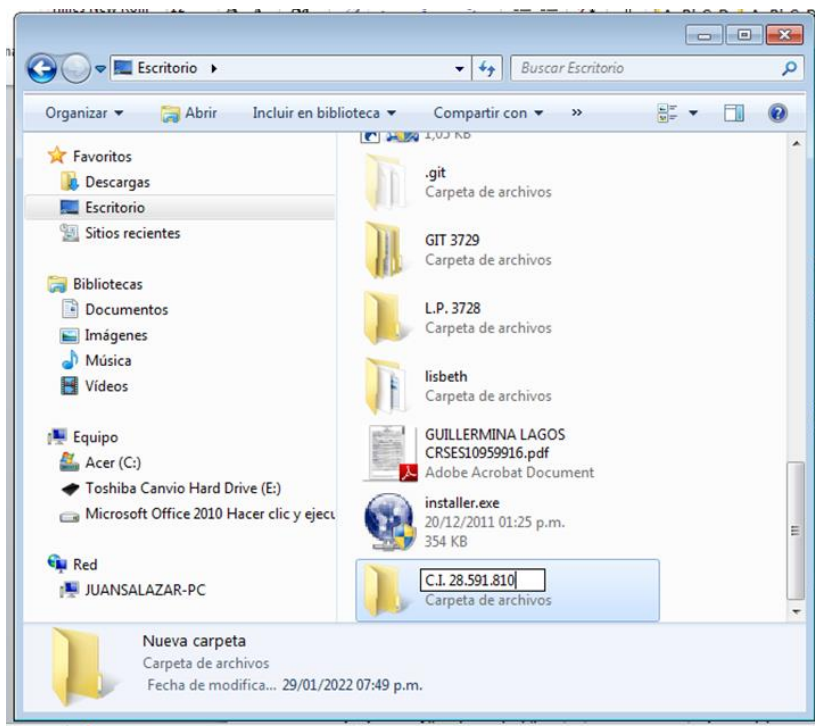 Escritorio
Buscar Escritorio
Organizar
Abrir
Incluir en biblioteca
Compartir con
»
Favoritos
Descargas
Escritorio
Sitios recientes
Bibliotecas
Documentos
Imágenes
Música
Vídeos
Equipo
Acer (C:)
Toshiba Canvio Hard Drive (E:)
Microsoft Office 2010 Hacer clic y ejecu
Red
JUANSALAZAR-PC
1,05 KB
.git
Carpeta de archivos
GIT 3729
Carpeta de archivos
L.P. 3728
Carpeta de archivos
lisbeth
Carpeta de archivos
GUILLERMINA LAGOS
CRSES10959916.pdf
Adobe Acrobat Document
installer.exe
20/12/2011 01:25 p.m.
354 KB
C.I. 28.591.810
Carpeta de archivos
Nueva carpeta
Carpeta de archivos
Fecha de modifica... 29/01/2022 07:49 p.m.